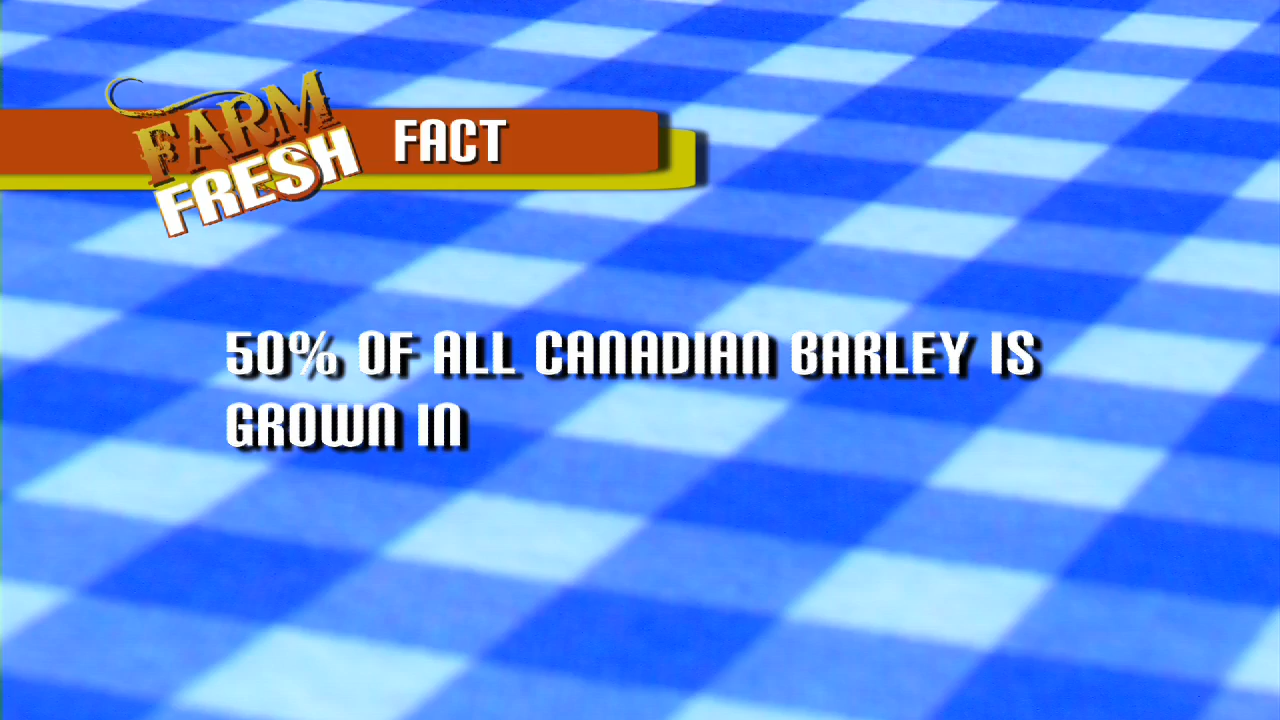 FARM
FRESH
FACT
50% OF ALL CANADIAN BARLEY IS
GROWN IN